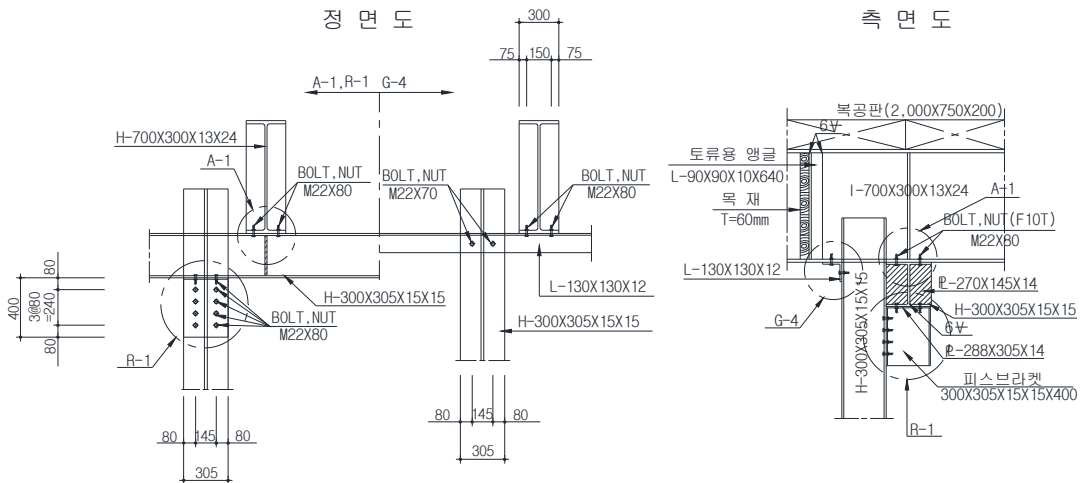 정 면 도
측 면 도
300
75
150
75
A-1,R-1
G-4
H-700X300X13X24
A-1
BOLT,NUT
M22X80
BOLT,NUT
M22X70
BOLT,NUT
M22X80
80
400
3@80
=240
80
H-300X305X15X15
BOLT,NUT
M22X80
R-1
L-130X130X12
H-300X305X15X15
80
145
80
305
80
145
80
305
복공판(2,000X750X200)
6
토류용 앵글
L-90X90X10X640
목 재
T=60mm
I-700X300X13X24
A-1
BOLT,NUT(F10T)
M22X80
L-130X130X12
G-4
H-300X305X15X15
PL-270X145X14
H-300X305X15X15
6
PL-288X305X14
피스브라켓
300X305X15X15X400
R-1